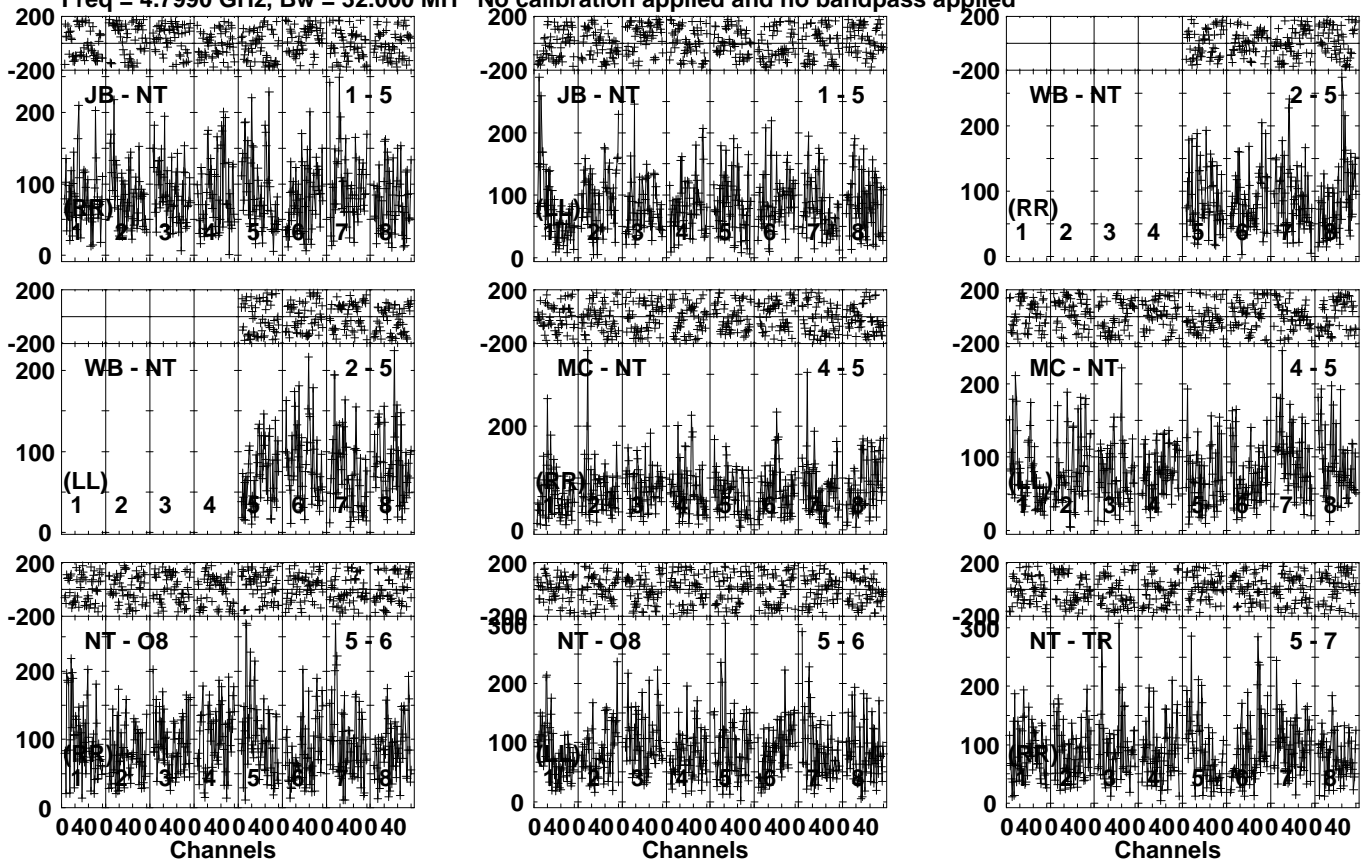 Freq = 4.7990 GHz, Bw = 32.000 MH No calibration applied and no bandpass applied
200 200 200
-200 -200 -200
JB - NT 1 - 5 JB - NT 1 - 5 WB - NT 2 - 5
200 200 200
100 100 100
(RR) (LL) (RR)
1 2 3 4 5 6 7 8 1 2 3 4 5 6 7 8 1 2 3 4 5 6 7 8
0 0 0
200 200 200
-200 -200 -200
WB - NT 2 - 5 MC - NT 4 - 5 MC - NT 4 - 5
200 200 200
100 100
(LL) (RR) (LL)
1 2 3 4 5 6 7 8 1 2 3 4 5 6 7 8 1 2 3 4 5 6 7 8
0 0 0
200 200 200
-200 -200 -200
300 300
NT - O8 5 - 6 NT - O8 5 - 6 NT - TR 5 - 7
200 200 200
100 100 100
(RR) (LL) (RR)
1 2 3 4 5 6 7 8 1 2 3 4 5 6 7 8 1 2 3 4 5 6 7 8
0 0 0
0 40 0 40 0 40 0 40 0 40 0 40 0 40 0 40 0 40 0 40 0 40 0 40 0 40 0 40 0 40 0 40 0 40 0 40 0 40 0 40 0 40 0 40 0 40 0 40
Channels Channels Channels